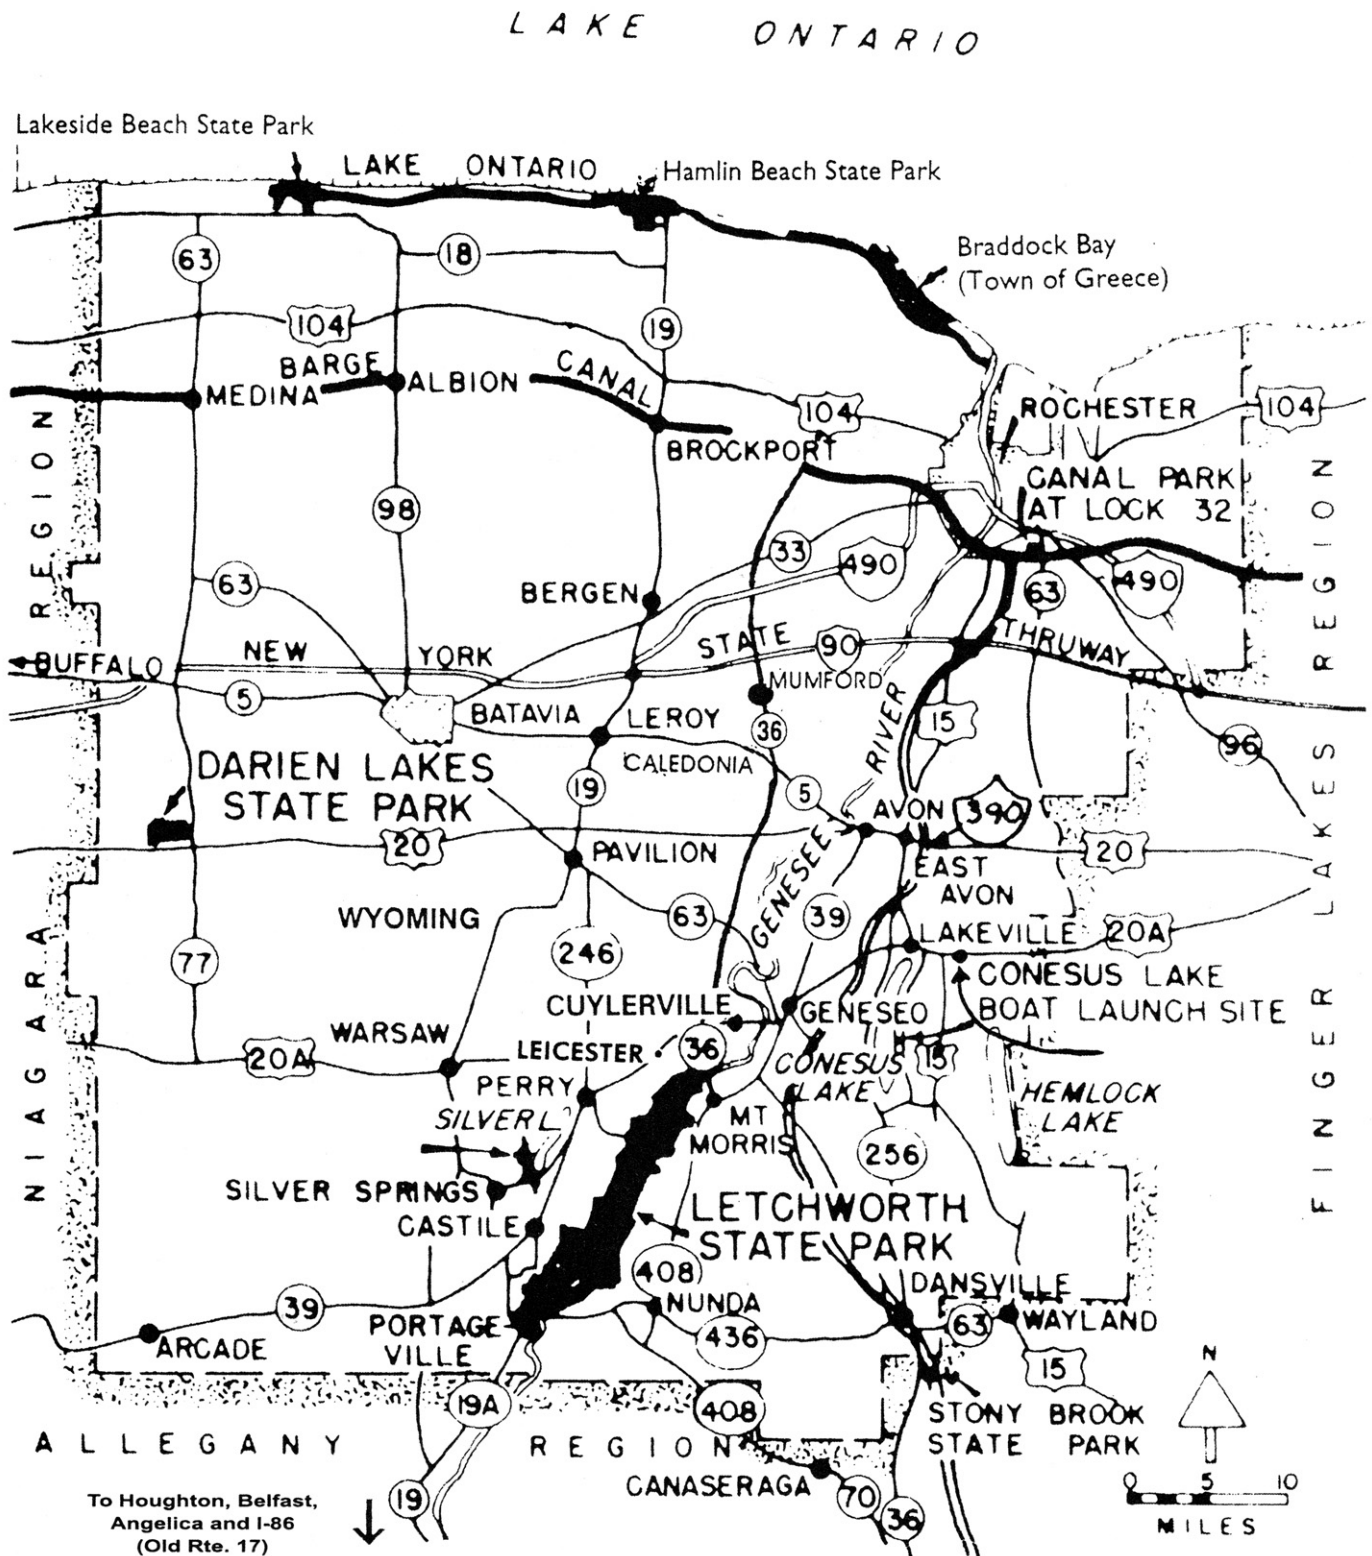 LAKE ONTARIO
Lakeside Beach State Park
LAKE ONTARIO
Hamlin Beach State Park
Braddock Bay
(Town of Greece)
63
18
104
19
BARGE
CANAL
MEDINA
ALBION
104
ROCHESTER
104
BROCKPORT
CANAL PARK
AT LOCK 32
98
33
490
490
63
63
BERGEN
BUFFALO
NEW YORK STATE
90
THRUWAY
MUMFORD
5
BATAVIA
LEROY
36
RIVER
15
96
CALEDONIA
DARIEN LAKES
STATE PARK
19
5
390
AVON
20
PAVILION
GENESEE
EAST
AVON
20
WYOMING
63
39
LAKEVILLE
20A
77
246
CONESUS LAKE
BOAT LAUNCH SITE
CUYLERVILLE
GENESEO
WARSAW
20A
LEICESTER
36
CONESUS
LAKE
15
PERRY
SILVER L
HEMLOCK
LAKE
MT
MORRIS
256
SILVER SPRINGS
LETCHWORTH
STATE PARK
CASTILE
408
DANSVILLE
39
NUNDA
PORTAGE
VILLE
436
63
WAYLAND
ARCADE
15
N
19A
408
STONY BROOK
STATE PARK
ALLEGANY REGION
CANASERAGA
70
36
19
0 5 10
MILES
To Houghton, Belfast,
Angelica and I-86
(Old Rte. 17)
NIAGARA REGION
FINGER LAKES REGION